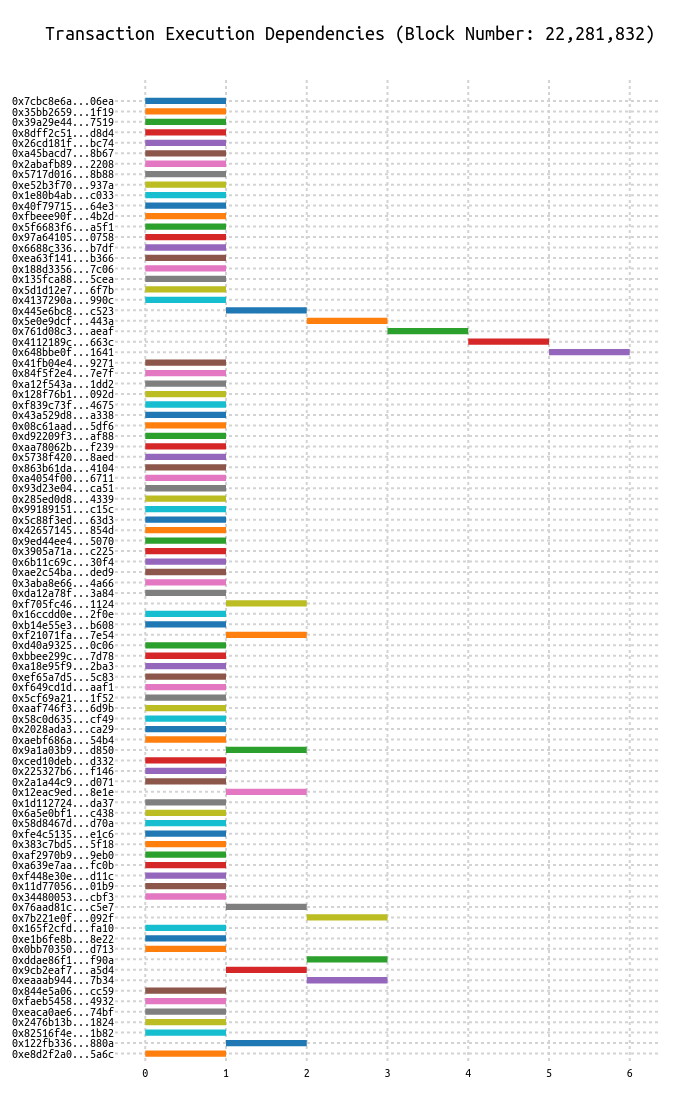 Transaction Execution Dependencies (Block Number: 22,281,832)
0x7cbc8e6a...06ea
0x35bb2659...1f19
0x39a29e44...7519
0x8dff2c51...d8d4
0x26cd181f...bc74
0xa45bacd7...8b67
0x2abafb89...2208
0x5717d016...8b88
0xe52b3f70...937a
0x1e80b4ab...c033
0x40f79715...64e3
0xfbeee90f...4b2d
0x5f6683f6...a5f1
0x97a64105...0758
0x6688c336...b7df
0xea63f141...b366
0x188d3356...7c06
0x135fca88...5cea
0x5d1d12e7...6f7b
0x4137290a...990c
0x445e6bc8...c523
0x5e0e9dcf...443a
0x761d08c3...aeaf
0x4112189c...663c
0x648bbe0f...1641
0x41fb04e4...9271
0x84f5f2e4...7e7f
0xa12f543a...1dd2
0x128f76b1...092d
0xf839c73f...4675
0x43a529d8...a338
0x08c61aad...5df6
0xd92209f3...af88
0xaa78062b...f239
0x5738f420...8aed
0x863b61da...4104
0xa4054f00...6711
0x93d23e04...ca51
0x285ed0d8...4339
0x99189151...c15c
0x5c88f3ed...63d3
0x42657145...854d
0x9ed44ee4...5070
0x3905a71a...c225
0x6b11c69c...30f4
0xae2c54ba...ded9
0x3aba8e66...4a66
0xda12a78f...3a84
0xf705fc46...1124
0x16ccdd0e...2f0e
0xb14e55e3...b608
0xf21071fa...7e54
0xd40a9325...0c06
0xbbee299c...7d78
0xa18e95f9...2ba3
0xef65a7d5...5c83
0xf649cd1d...aaf1
0x5cf69a21...1f52
0xaaf746f3...6d9b
0x58c0d635...cf49
0x2028ada3...ca29
0xaebf686a...54b4
0x9a1a03b9...d850
0xced10deb...d332
0x225327b6...f146
0x2a1a44c9...d071
0x12eac9ed...8e1e
0x1d112724...da37
0x6a5e0bf1...c438
0x58d8467d...d70a
0xfe4c5135...e1c6
0x383c7bd5...5f18
0xaf2970b9...9eb0
0xa639e7aa...fc0b
0xf448e30e...d11c
0x11d77056...01b9
0x34480053...cbf3
0x76aad81c...c5e7
0x7b221e0f...092f
0x165f2cfd...fa10
0xe1b6fe8b...8e22
0x0bb70350...d713
0xddae86f1...f90a
0x9cb2eaf7...a5d4
0xeaaab944...7b34
0x844e5a06...cc59
0xfaeb5458...4932
0xeaca0ae6...74bf
0x2476b13b...1824
0x82516f4e...1b82
0x122fb336...880a
0xe8d2f2a0...5a6c
0 1 2 3 4 5 6